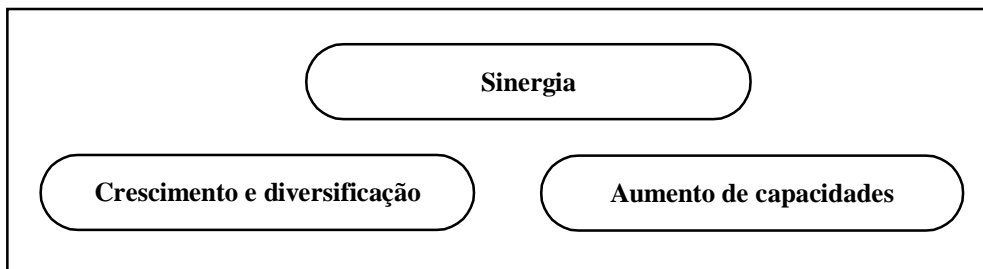 Sinergia
Crescimento e diversificação
Aumento de capacidades